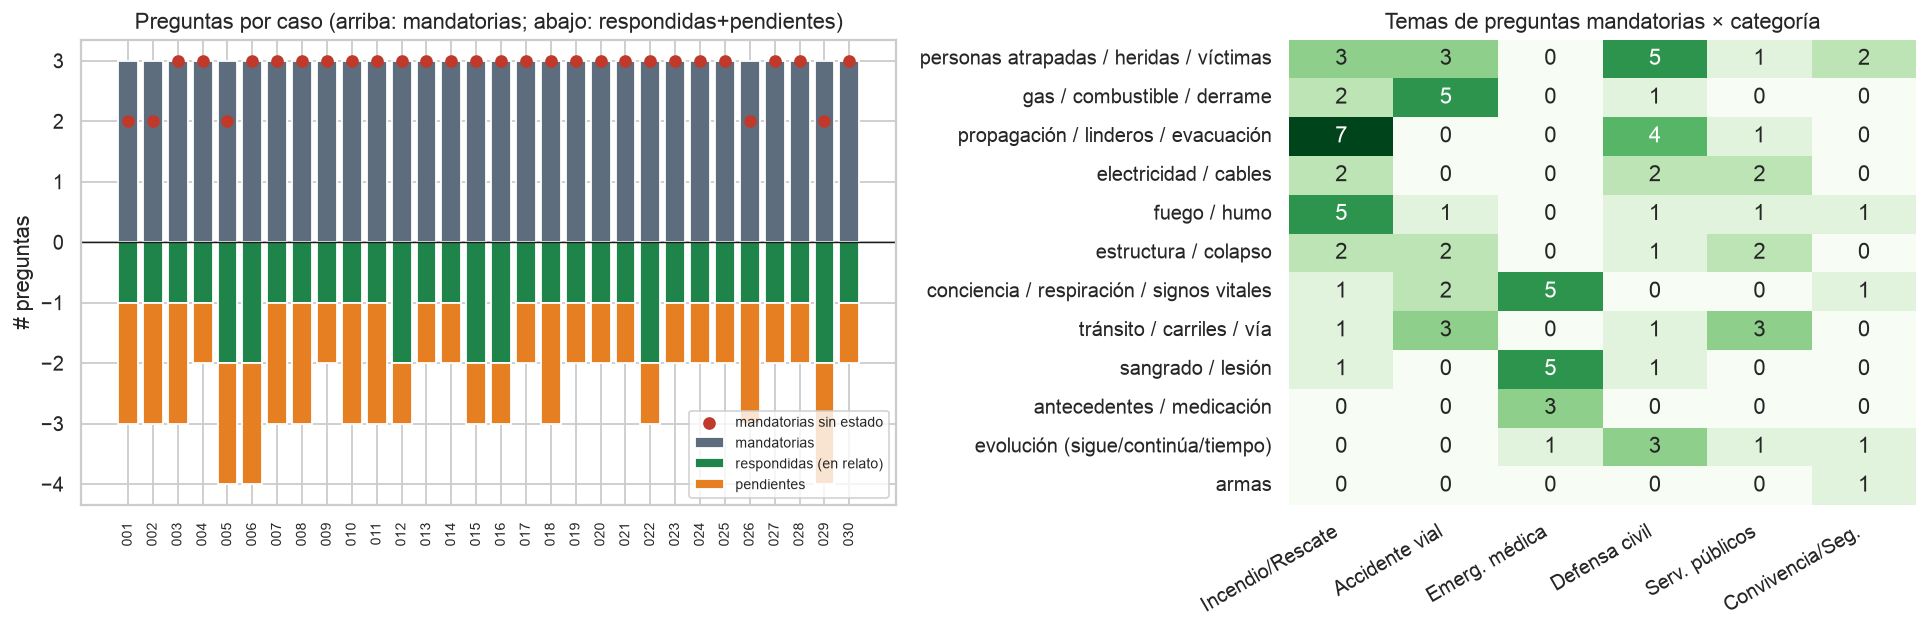 Preguntas por caso (arriba: mandatorias; abajo: respondidas+pendientes)
# preguntas
3
2
1
0
−1
−2
−3
−4
mandatorias sin estado
mandatorias
respondidas (en relato)
pendientes
001 002 003 004 005 006 007 008 009 010 011 012 013 014 015 016 017 018 019 020 021 022 023 024 025 026 027 028 029 030
Temas de preguntas mandatorias × categoría
personas atrapadas / heridas / víctimas 3 3 0 5 1 2
gas / combustible / derrame 2 5 0 1 0 0
propagación / linderos / evacuación 7 0 0 4 1 0
electricidad / cables 2 0 0 2 2 0
fuego / humo 5 1 0 1 1 1
estructura / colapso 2 2 0 1 2 0
conciencia / respiración / signos vitales 1 2 5 0 0 1
tránsito / carriles / vía 1 3 0 1 3 0
sangrado / lesión 1 0 5 1 0 0
antecedentes / medicación 0 0 3 0 0 0
evolución (sigue/continúa/tiempo) 0 0 1 3 1 1
armas 0 0 0 0 0 1
Incendio/Rescate
Accidente vial
Emerg. médica
Defensa civil
Serv. públicos
Convivencia/Seg.